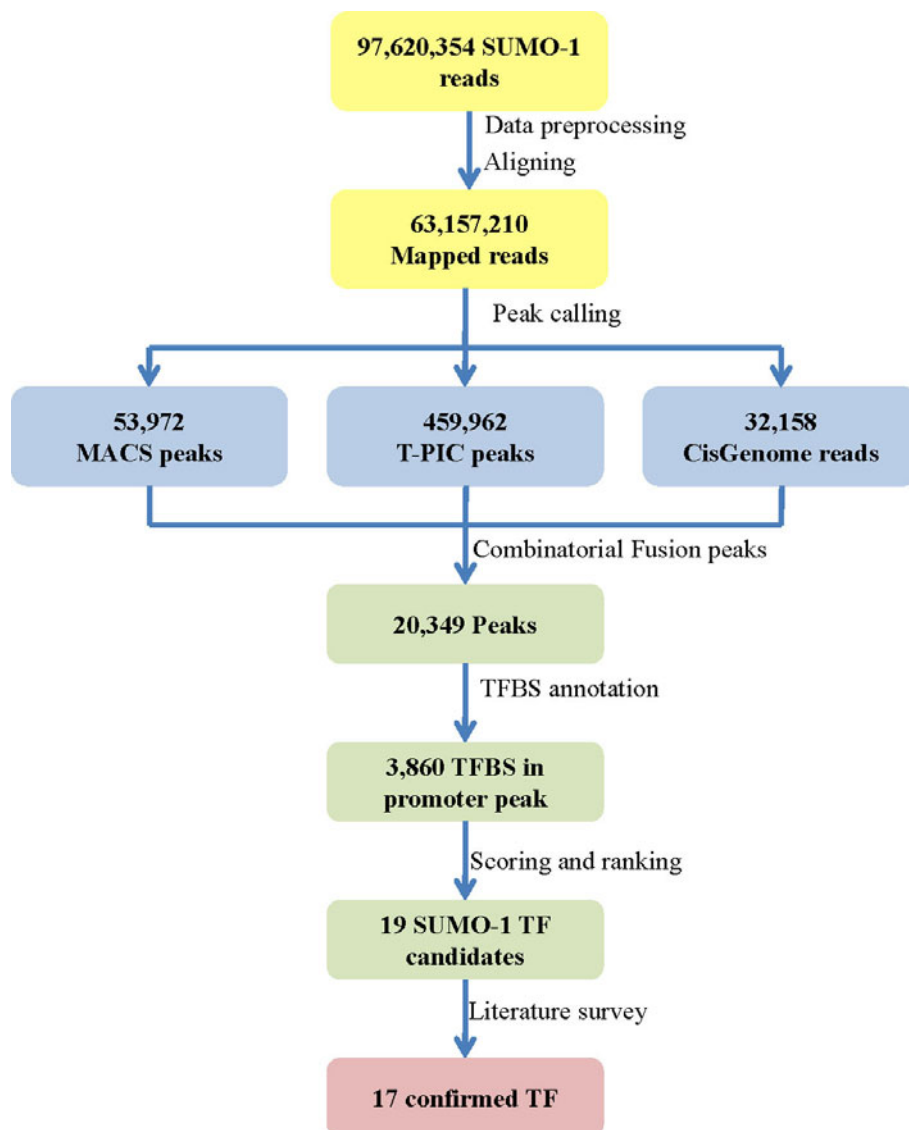 97,620,354 SUMO-1
reads
Data preprocessing
Aligning
63,157,210
Mapped reads
Peak calling
53,972
MACS peaks
459,962
T-PIC peaks
32,158
CisGenome reads
Combinatorial Fusion peaks
20,349 Peaks
TFBS annotation
3,860 TFBS in
promoter peak
Scoring and ranking
19 SUMO-1 TF
candidates
Literature survey
17 confirmed TF